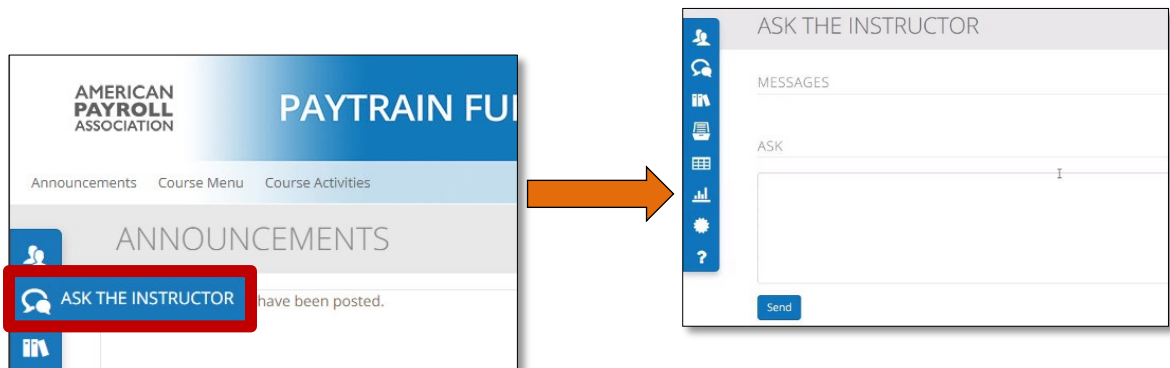 AMERICAN
PAYROLL
ASSOCIATION
PAYTRAIN
Announcements Course Menu Course Activities
ANNOUNCEMENTS
ASK THE INSTRUCTOR
have been posted.
ASK THE INSTRUCTOR
MESSAGES
ASK
Send
?